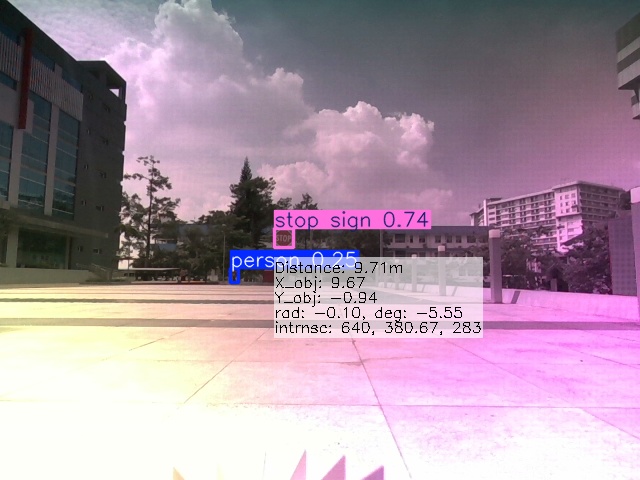 stop sign 0.74
STOP
person 0.25
Distance: 9.71m
X_obj: 9.67
Y_obj: -0.94
rad: -0.10, deg: -5.55
intrnsc: 640, 380.67, 283